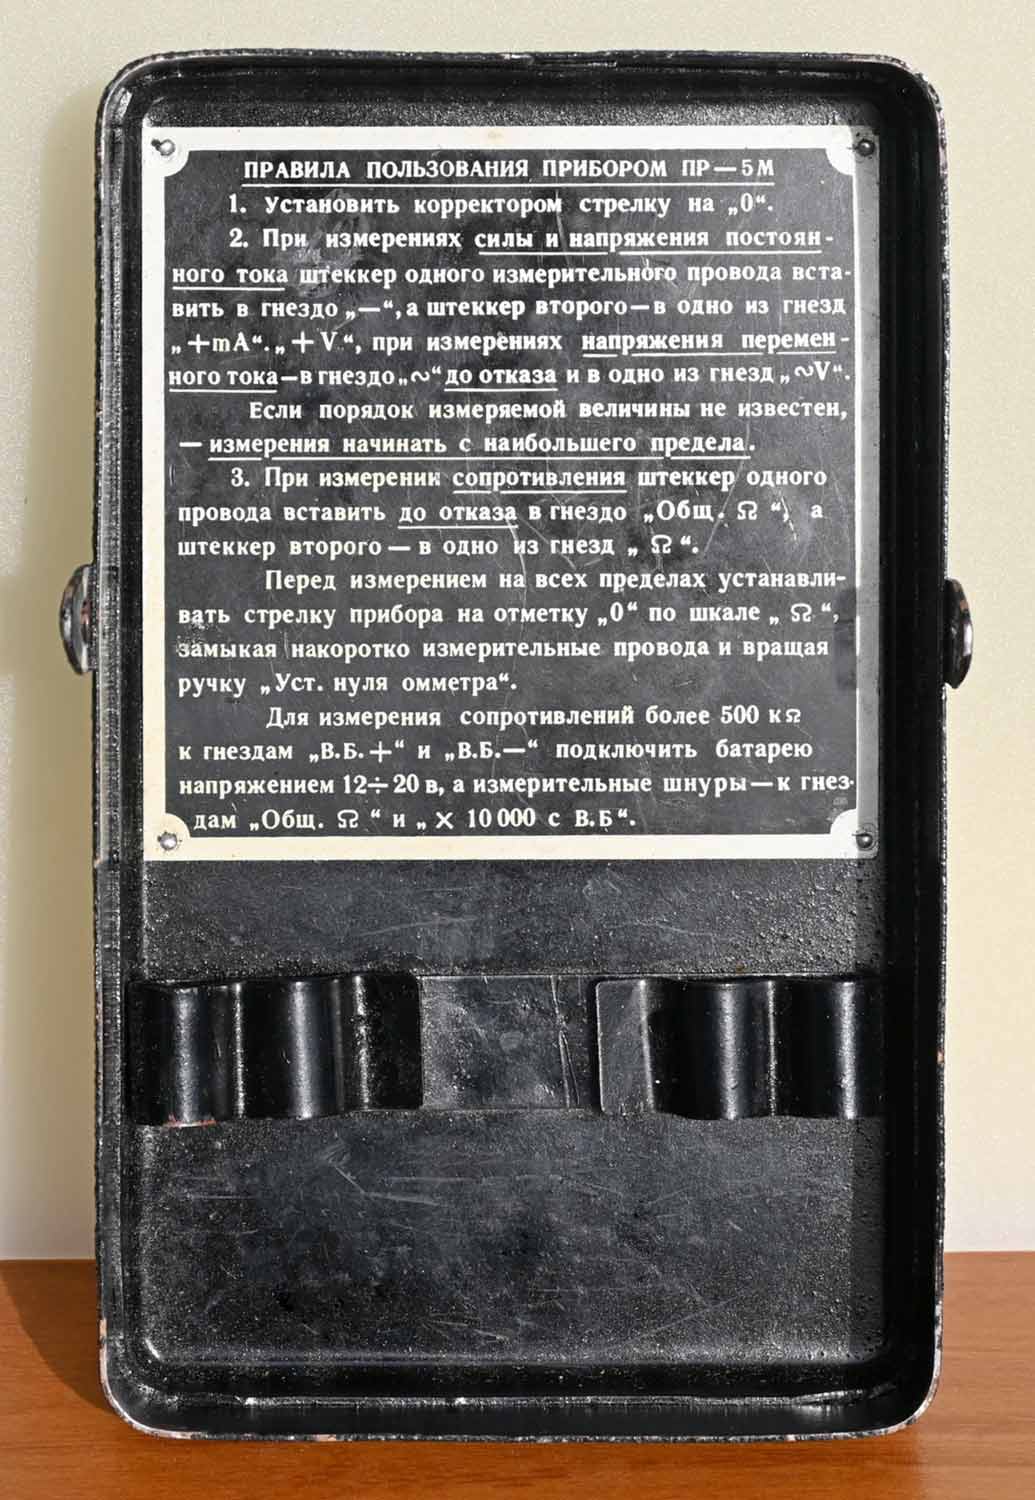 ПРАВИЛА ПОЛЬЗОВАНИЯ ПРИБОРОМ ПР—5М
1. Установить корректором стрелку на „0“.
2. При измерениях силы и напряжения постоян-
ного тока штеккер одного измерительного провода вста-
вить в гнездо „—“, а штеккер второго—в одно из гнезд
„+mA“. „+V“, при измерениях напряжения перемен-
ного тока—в гнездо „∾“ до отказа и в одно из гнезд „∾V“.
Если порядок измеряемой величины не известен,
— измерения начинать с наибольшего предела.
3. При измерении сопротивления штеккер одного
провода вставить до отказа в гнездо „Общ. Ω“, а
штеккер второго — в одно из гнезд „Ω“.
Перед измерением на всех пределах устанавли-
вать стрелку прибора на отметку „0“ по шкале „Ω“,
замыкая накоротко измерительные провода и вращая
ручку „Уст. нуля омметра“.
Для измерения сопротивлений более 500 кΩ
к гнездам „В.Б.+“ и „В.Б.—“ подключить батарею
напряжением 12÷20 в, а измерительные шнуры—к гнез-
дам „Общ. Ω“ и „× 10 000 с В.Б“.